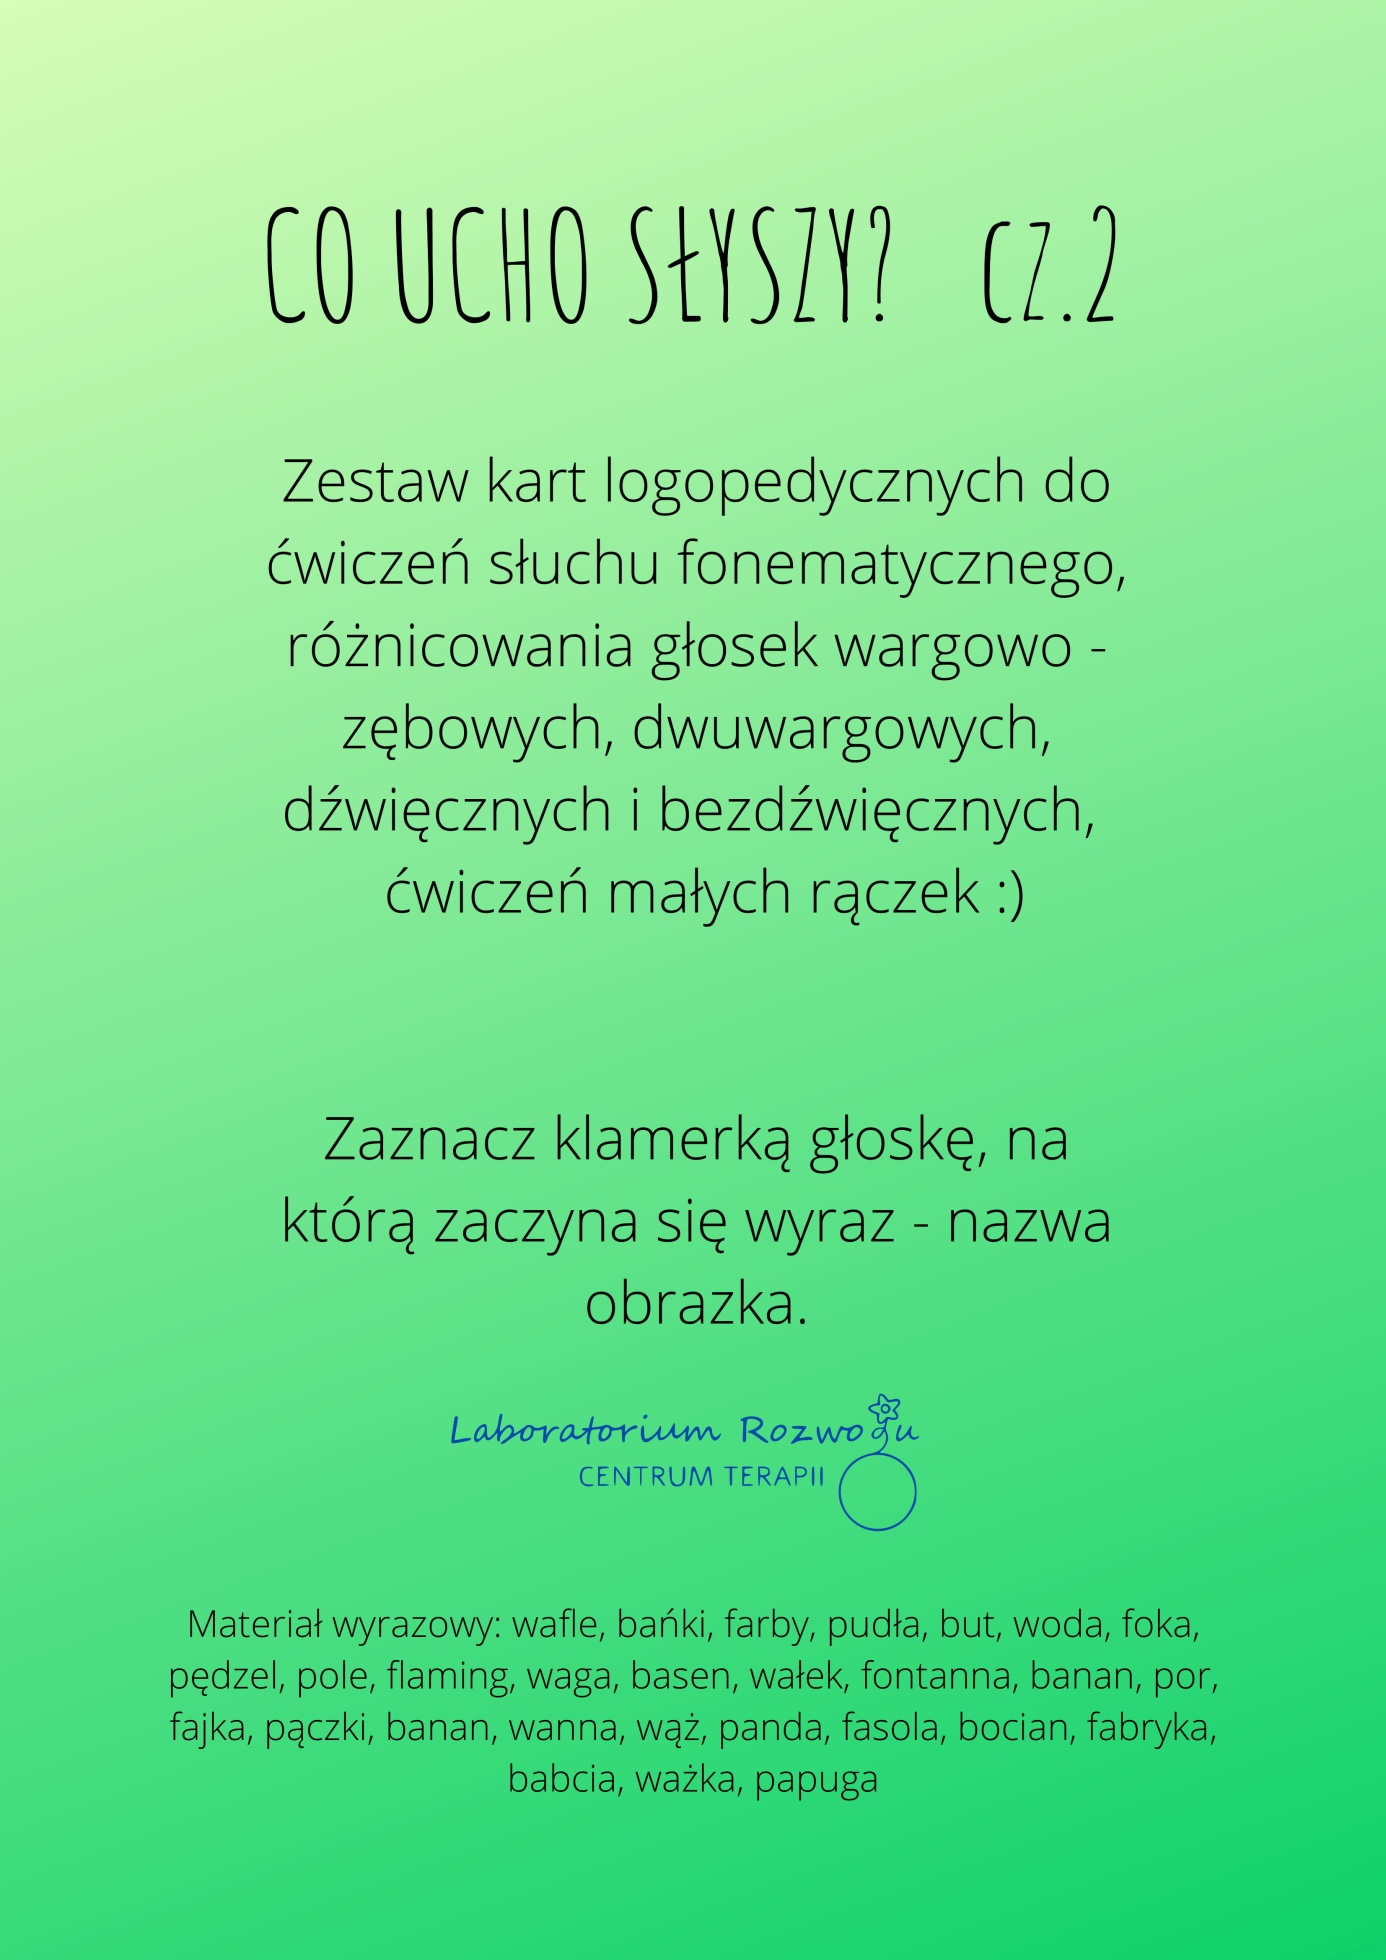 CO UCHO SŁYSZY? CZ.2
Zestaw kart logopedycznych do
ćwiczeń słuchu fonematycznego,
różnicowania głosek wargowo -
zębowych, dwuwargowych,
dźwięcznych i bezdźwięcznych,
ćwiczeń małych rączek :)
Zaznacz klamerką głoskę, na
którą zaczyna się wyraz - nazwa
obrazka.
Laboratorium Rozwoju
CENTRUM TERAPII
Materiał wyrazowy: wafle, bańki, farby, pudła, but, woda, foka,
pędzel, pole, flaming, waga, basen, wałek, fontanna, banan, por,
fajka, pączki, banan, wanna, wąż, panda, fasola, bocian, fabryka,
babcia, ważka, papuga